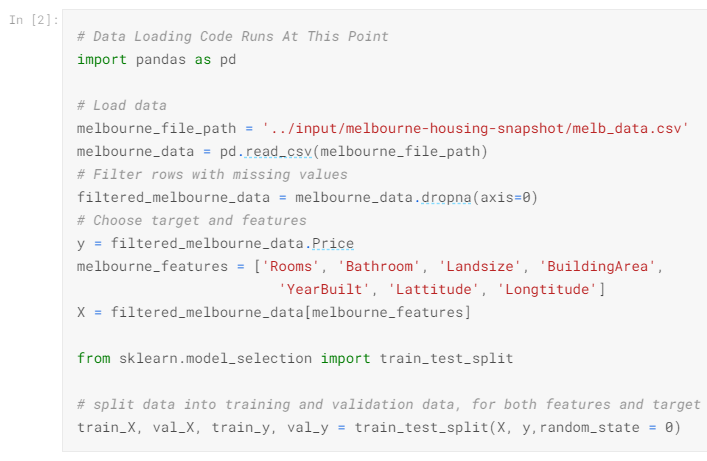 In [2]:
# Data Loading Code Runs At This Point
import pandas as pd

# Load data
melbourne_file_path = '../input/melbourne-housing-snapshot/melb_data.csv'
melbourne_data = pd.read_csv(melbourne_file_path)
# Filter rows with missing values
filtered_melbourne_data = melbourne_data.dropna(axis=0)
# Choose target and features
y = filtered_melbourne_data.Price
melbourne_features = ['Rooms', 'Bathroom', 'Landsize', 'BuildingArea',
                        'YearBuilt', 'Lattitude', 'Longtitude']
X = filtered_melbourne_data[melbourne_features]

from sklearn.model_selection import train_test_split

# split data into training and validation data, for both features and target
train_X, val_X, train_y, val_y = train_test_split(X, y,random_state = 0)